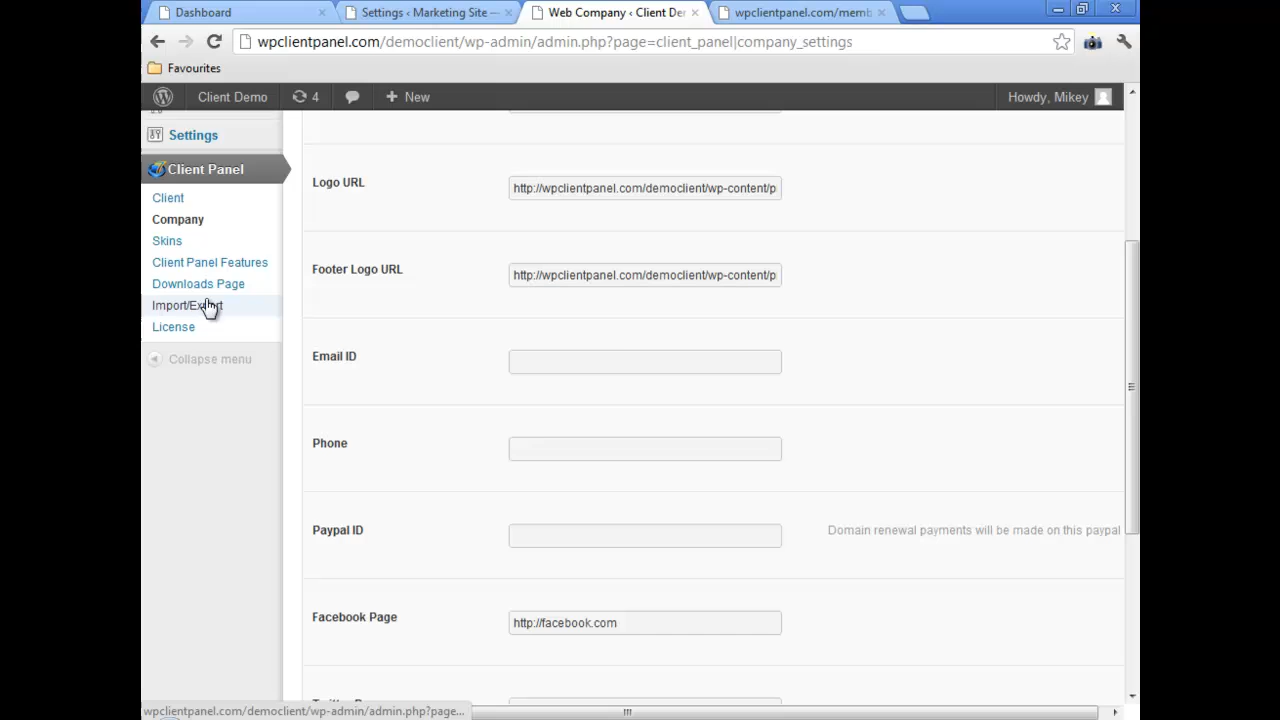 Dashboard
Settings ‹ Marketing Site —
Web Company ‹ Client De
wpclientpanel.com/memb
wpclientpanel.com/democlient/wp-admin/admin.php?page=client_panel|company_settings
Favourites
Client Demo
4
New
Howdy, Mikey
Settings
Client Panel
Client
Company
Skins
Client Panel Features
Downloads Page
Import/Export
License
Collapse menu
Logo URL
http://wpclientpanel.com/democlient/wp-content/p
Footer Logo URL
http://wpclientpanel.com/democlient/wp-content/p
Email ID
Phone
Paypal ID
Domain renewal payments will be made on this paypal
Facebook Page
http://facebook.com
wpclientpanel.com/democlient/wp-admin/admin.php?page...